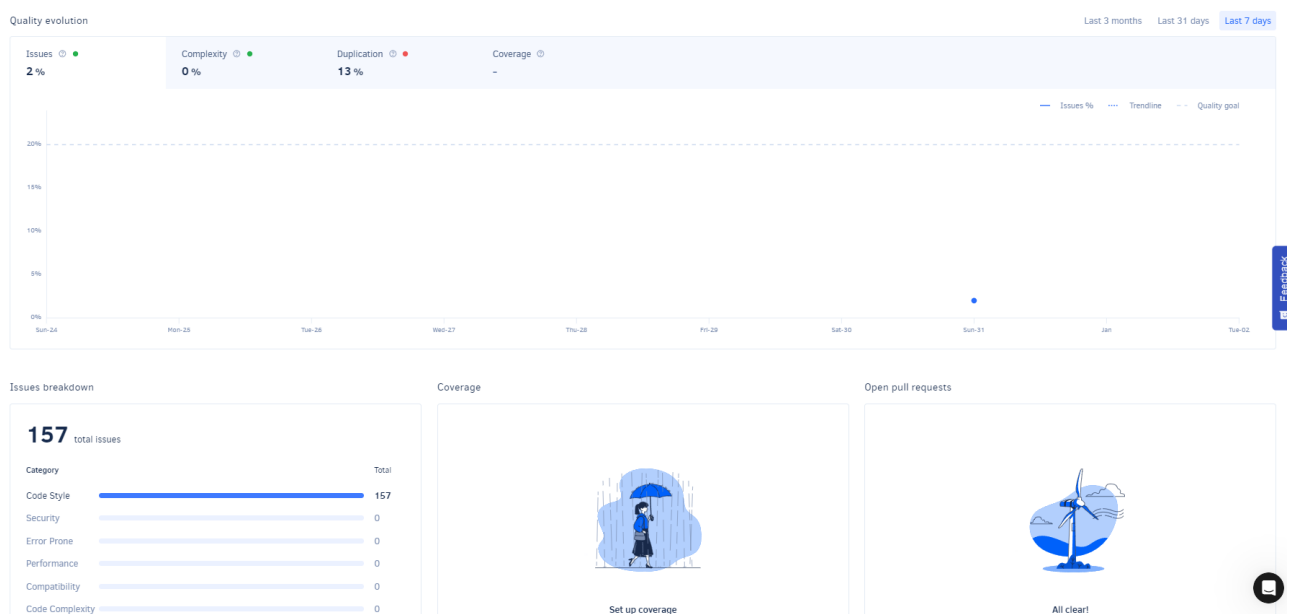 Quality evolution
Last 3 months Last 31 days Last 7 days
Issues Complexity Duplication Coverage
2 % 0 % 13 % -
Issues % Trendline Quality goal
20%
15%
10%
5%
0%
Sun-24 Mon-25 Tue-26 Wed-27 Thu-28 Fri-29 Sat-30 Sun-31 Jan Tue-02
Feedback
Issues breakdown Coverage Open pull requests
157 total issues
Category Total
Code Style 157
Security 0
Error Prone 0
Performance 0
Compatibility 0
Code Complexity 0
Set up coverage All clear!